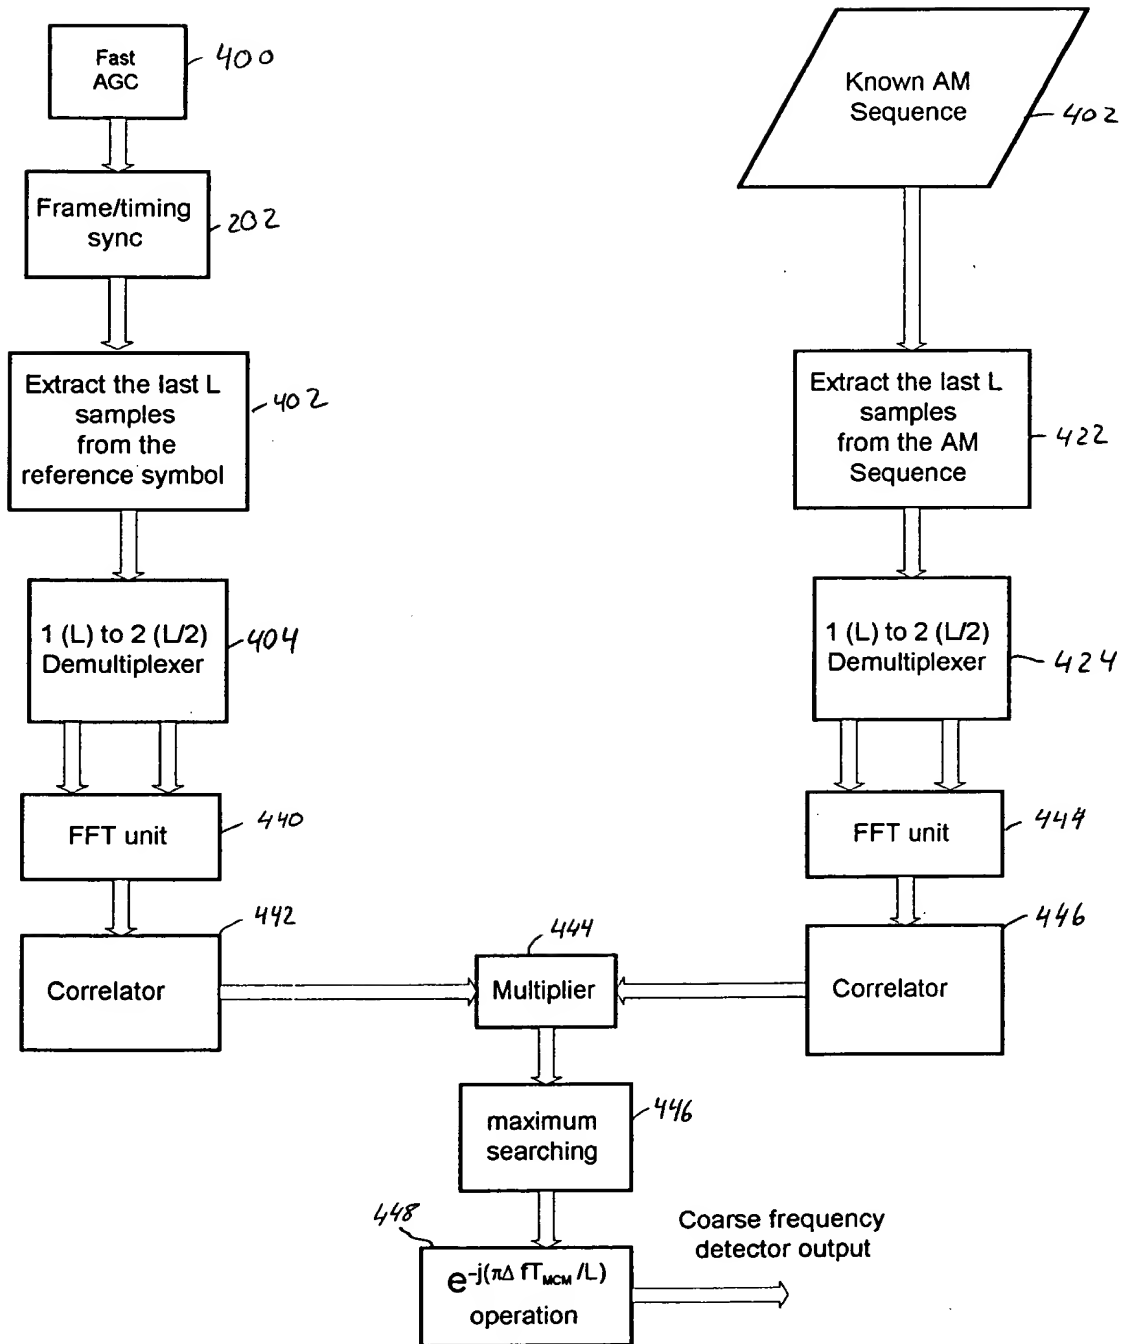 Fast
AGC
400
Known AM
Sequence
402
Frame/timing
sync
202
Extract the last L
samples
from the
reference symbol
402
Extract the last L
samples
from the AM
Sequence
422
1 (L) to 2 (L/2)
Demultiplexer
404
1 (L) to 2 (L/2)
Demultiplexer
424
FFT unit
440
FFT unit
444
Correlator
442
Multiplier
444
Correlator
446
maximum
searching
446
e^-j(πΔ fT_MCM /L)
operation
448
Coarse frequency
detector output